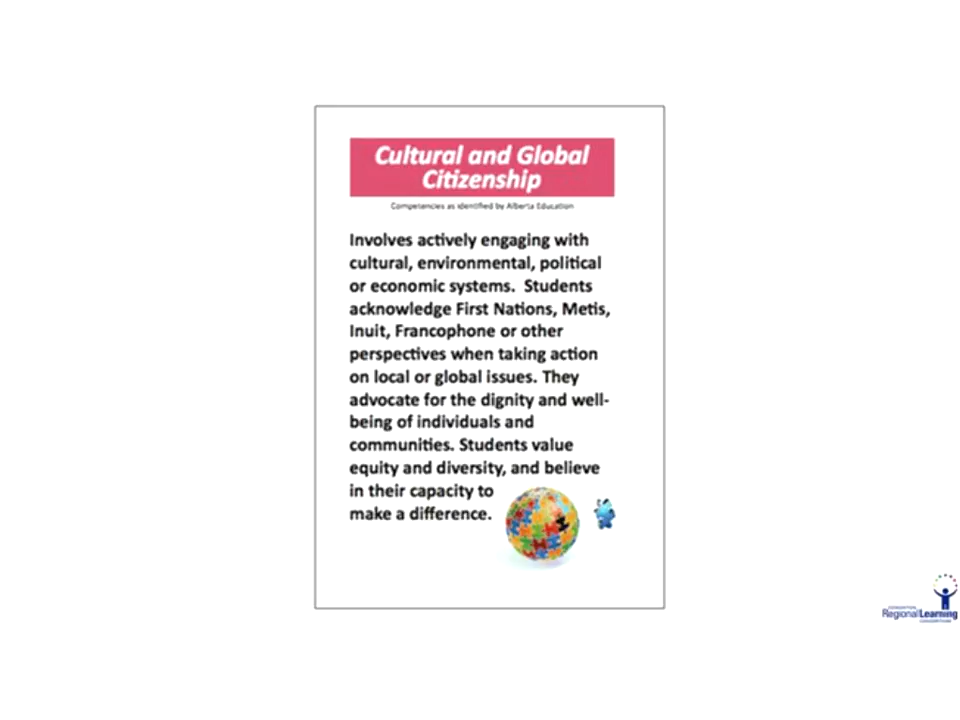 Cultural and Global
Citizenship
Competencies as identified by Alberta Education
Involves actively engaging with
cultural, environmental, political
or economic systems. Students
acknowledge First Nations, Metis,
Inuit, Francophone or other
perspectives when taking action
on local or global issues. They
advocate for the dignity and well-
being of individuals and
communities. Students value
equity and diversity, and believe
in their capacity to
make a difference.
RegionalLearning